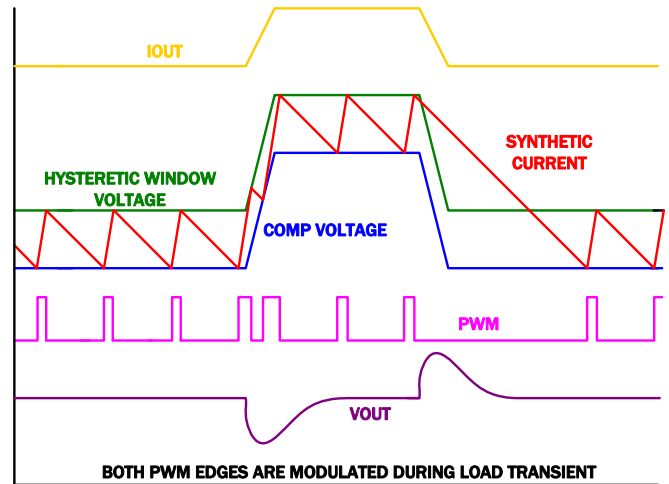 IOUT
SYNTHETIC
CURRENT
HYSTERETIC WINDOW
VOLTAGE
COMP VOLTAGE
PWM
VOUT
BOTH PWM EDGES ARE MODULATED DURING LOAD TRANSIENT